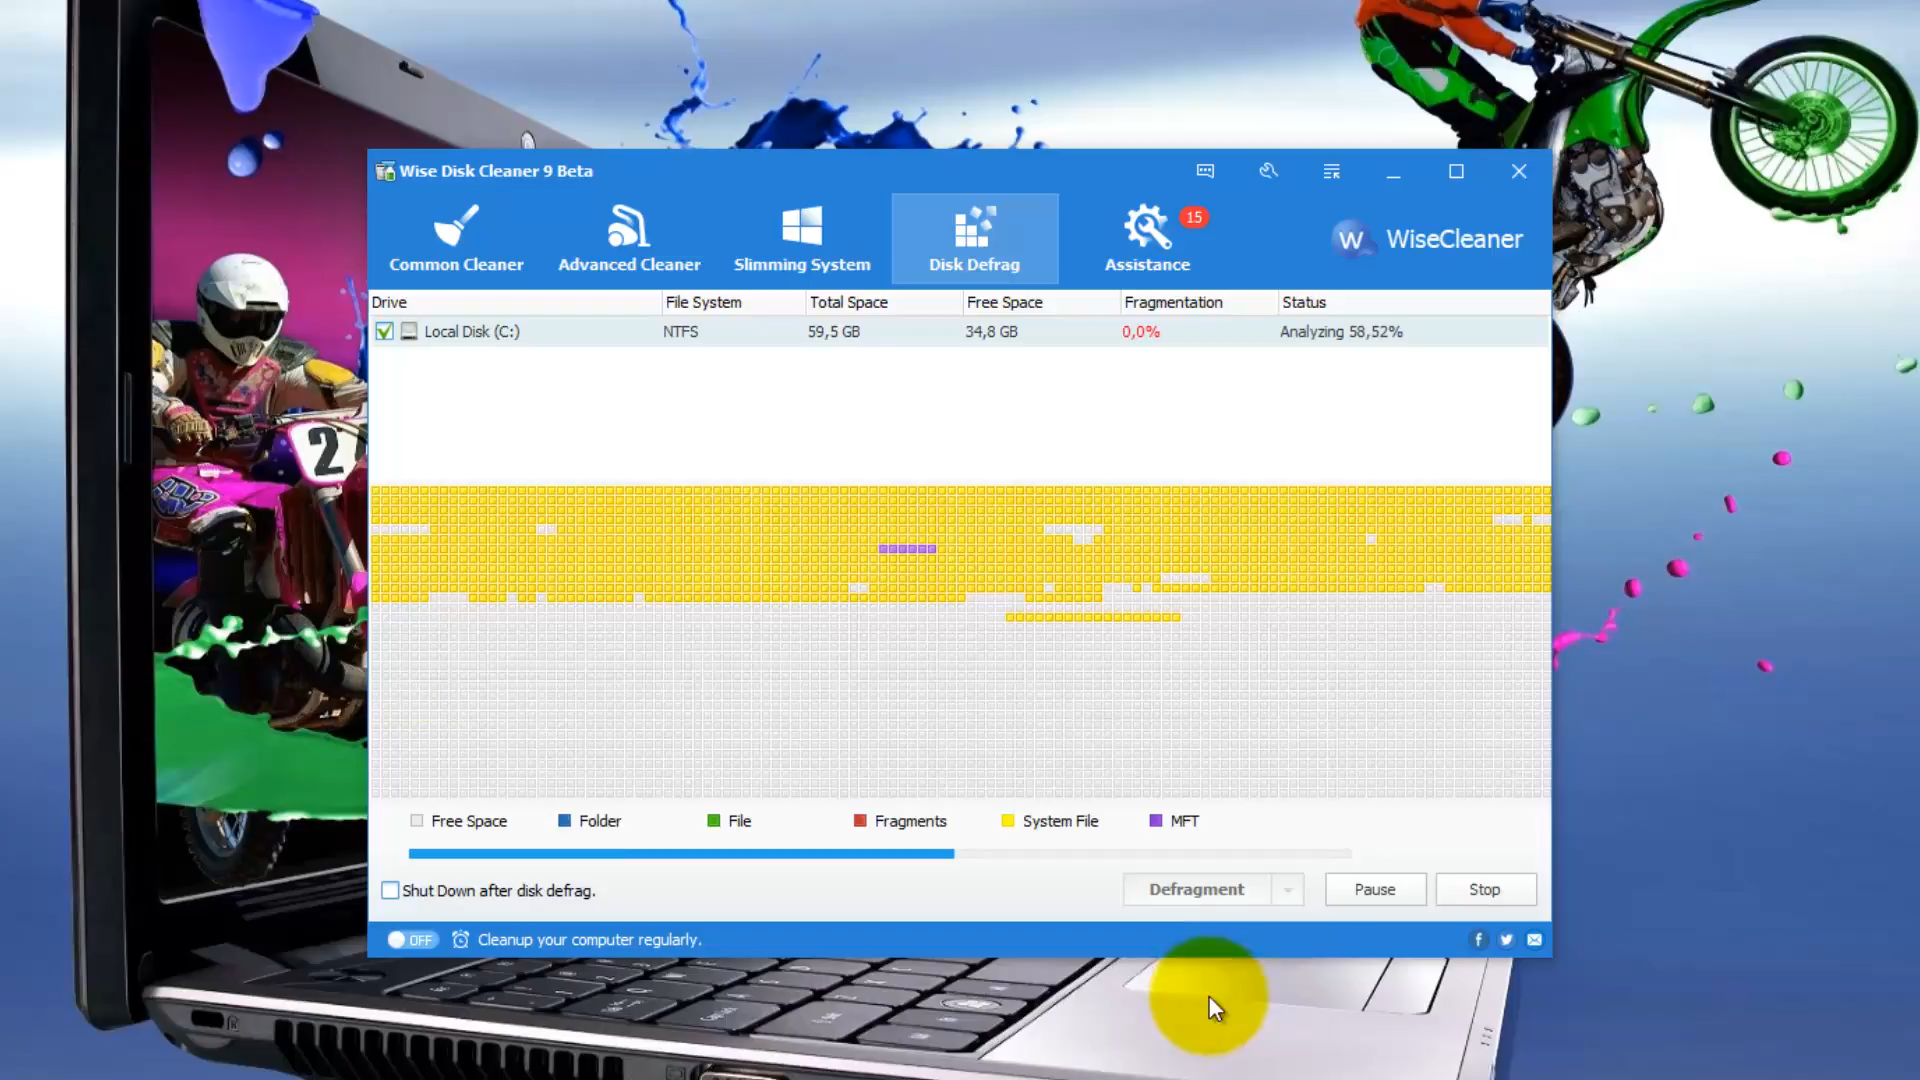 Wise Disk Cleaner 9 Beta
15
Common Cleaner Advanced Cleaner Slimming System Disk Defrag Assistance W WiseCleaner
Drive File System Total Space Free Space Fragmentation Status
Local Disk (C:) NTFS 59,5 GB 34,8 GB 0,0% Analyzing 58,52%
2
Free Space Folder File Fragments System File MFT
Shut Down after disk defrag. Defragment Pause Stop
OFF Cleanup your computer regularly.